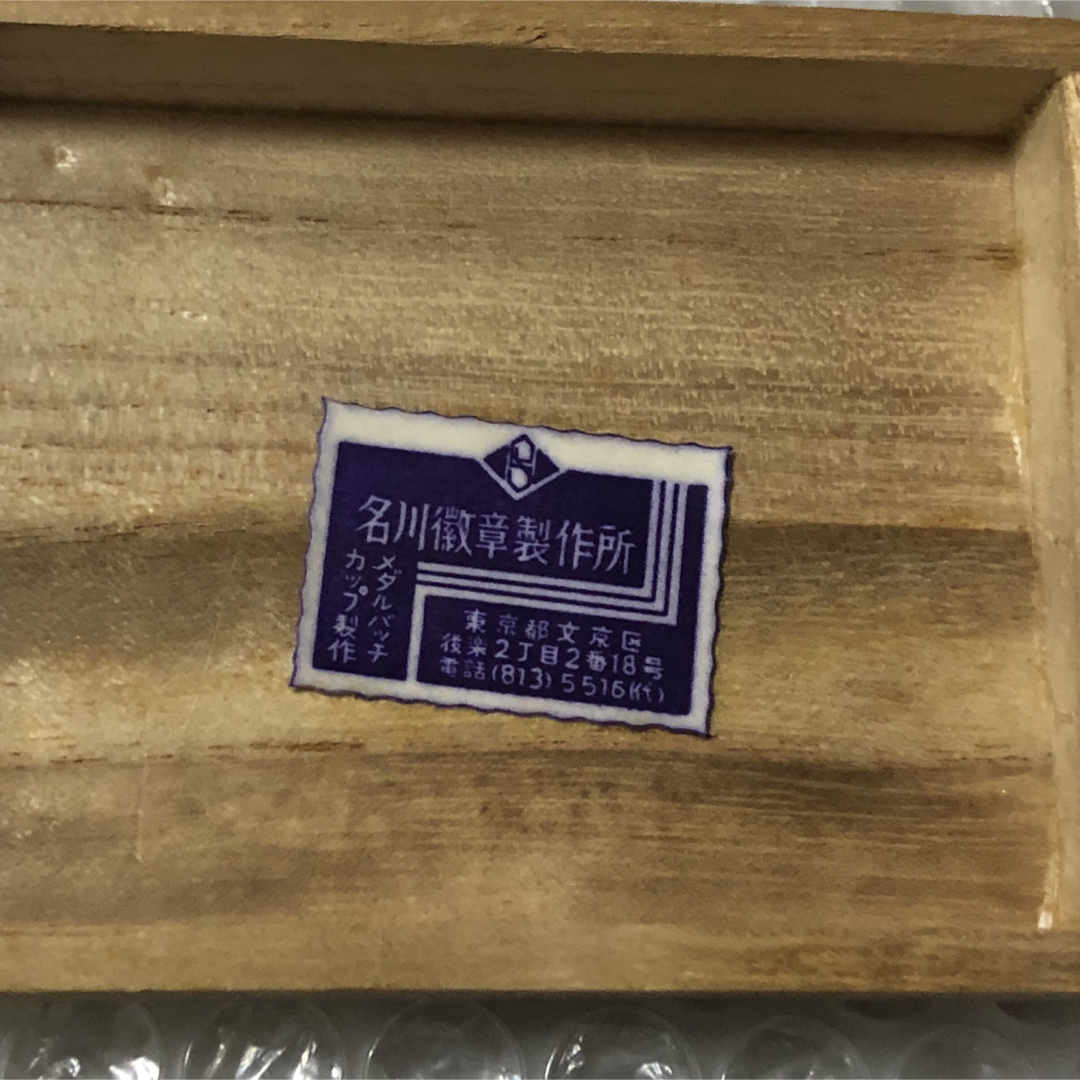 名川徽章製作所
メダルバッチ
カップ製作
東京都文京区
後楽2丁目2番18号
電話(813)5516(代)